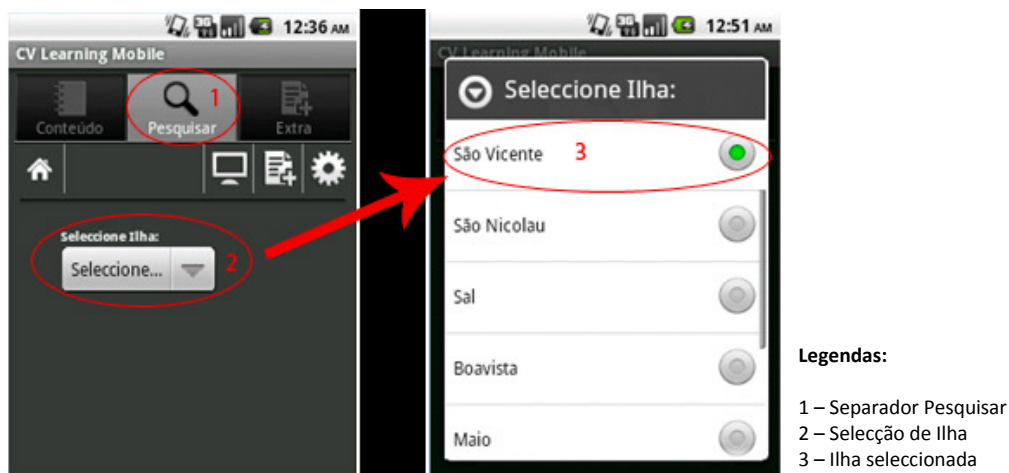 12:36 AM
CV Learning Mobile
1
Conteúdo
Pesquisar
Extra
Seleccione Ilha:
Seleccione...
2
12:51 AM
CV Learning Mobile
Seleccione Ilha:
São Vicente
3
São Nicolau
Sal
Boavista
Maio
Legendas:
1 – Separador Pesquisar
2 – Selecção de Ilha
3 – Ilha seleccionada